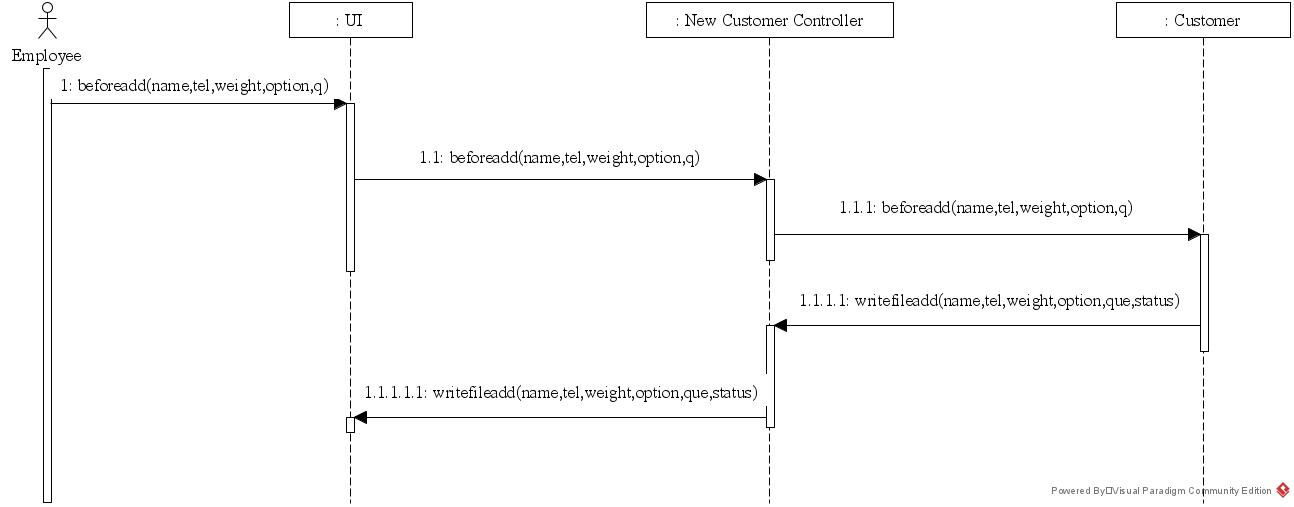 : UI
: New Customer Controller
: Customer
Employee
1: beforeadd(name,tel,weight,option,q)
1.1: beforeadd(name,tel,weight,option,q)
1.1.1: beforeadd(name,tel,weight,option,q)
1.1.1.1: writefileadd(name,tel,weight,option,que,status)
1.1.1.1.1: writefileadd(name,tel,weight,option,que,status)
Powered By Visual Paradigm Community Edition